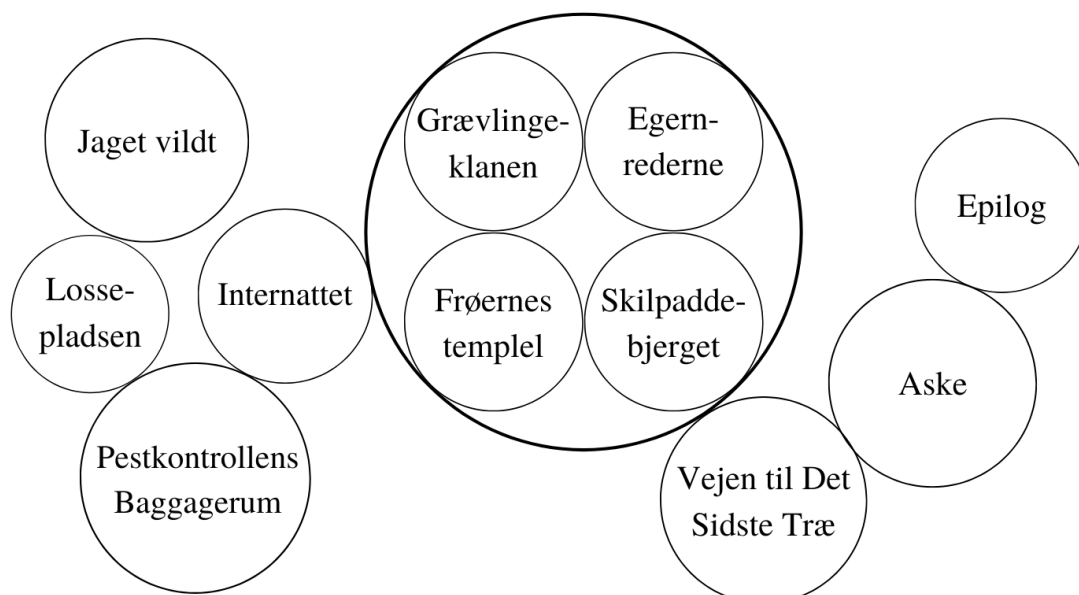 Jaget vildt
Losse-
pladsen
Internattet
Pestkontrollens
Baggagerum
Grævlinge-
klanen
Egern-
rederne
Frøernes
templel
Skilpadde-
bjerget
Vejen til Det
Sidste Træ
Aske
Epilog